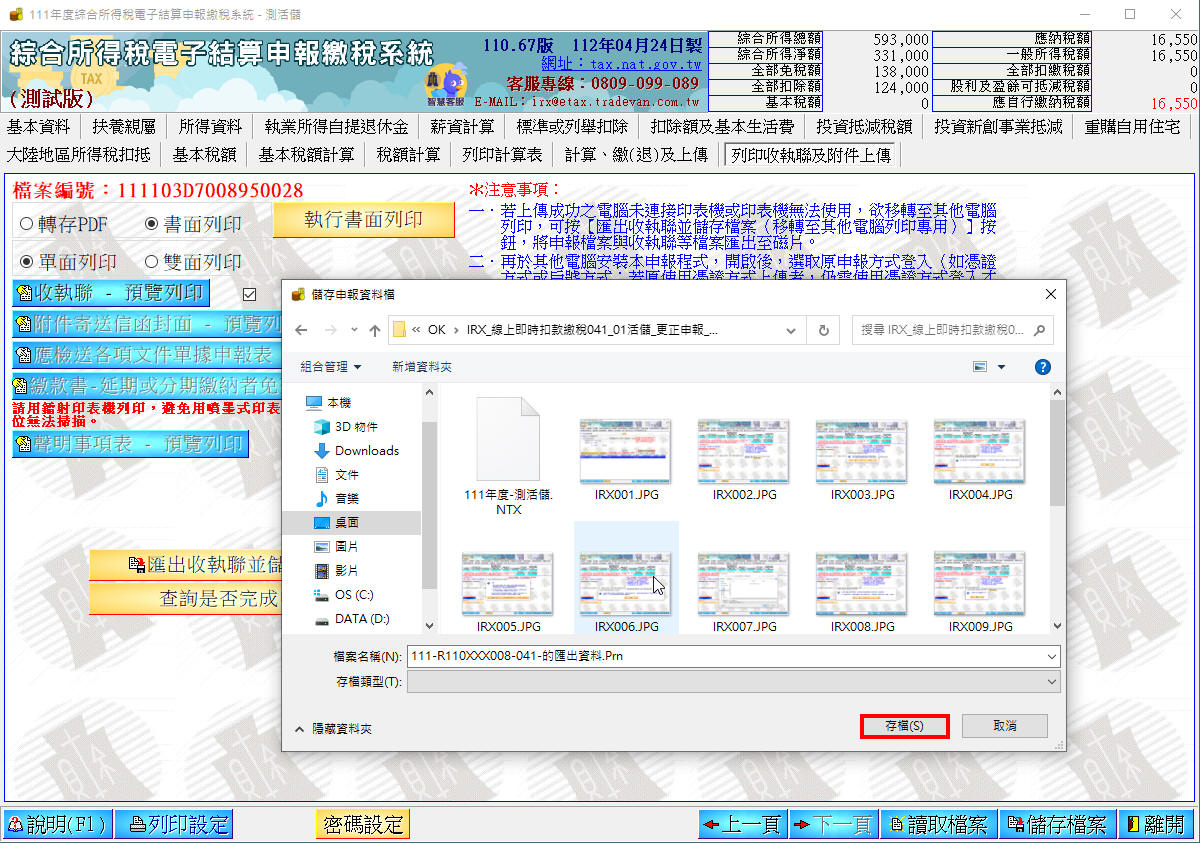 111年度綜合所得稅電子結算申報繳稅系統 - 測活儲
綜合所得稅電子結算申報繳稅系統
(測試版)
TAX
智慧客服
110.67版 112年04月24日製
網址：tax.nat.gov.tw
客服專線：0809-099-089
E-MAIL：irx@etax.tradevan.com.tw
綜合所得總額 593,000 應納稅額 16,550
綜合所得淨額 331,000 一般所得稅額 16,550
全部免稅額 138,000 全部扣繳稅額 0
全部扣除額 124,000 股利及盈餘可抵減稅額 0
基本稅額 0 應自行繳納稅額 16,550
基本資料 扶養親屬 所得資料 執業所得自提退休金 薪資計算 標準或列舉扣除 扣除額及基本生活費 投資抵減稅額 投資新創事業抵減 重購自用住宅
大陸地區所得稅扣抵 基本稅額 基本稅額計算 稅額計算 列印計算表 計算、繳(退)及上傳 列印收執聯及附件上傳
檔案編號：111103D7008950028
轉存PDF 書面列印 執行書面列印
單面列印 雙面列印
收執聯 - 預覽列印
附件寄送信函封面 - 預覽列
應檢送各項文件單據申報表
繳款書-延期或分期繳納者免
請用鐳射印表機列印，避免用噴墨式印表
位無法掃描。
聲明事項表 - 預覽列印
匯出收執聯並儲
查詢是否完成
※注意事項：
一．若上傳成功之電腦未連接印表機或印表機無法使用，欲移轉至其他電腦
列印，可按［匯出收執聯並儲存檔案（移轉至其他電腦列印專用）］按
鈕，將申報檔案與收執聯等檔案匯出至磁片。
二．再於其他電腦安裝本申報程式，開啟後，選取原申報方式登入（如憑證
方式或戶號方式；若原使用憑證方式上傳者，仍需使用憑證方式登入才
儲存申報資料檔
« OK › IRX_線上即時扣款繳稅041_01活儲_更正申報_...
搜尋 IRX_線上即時扣款繳稅0...
組合管理 新增資料夾
本機
3D 物件
Downloads
文件
音樂
桌面
圖片
影片
OS (C:)
DATA (D:)
111年度-測活儲.
NTX
IRX001.JPG IRX002.JPG IRX003.JPG IRX004.JPG
IRX005.JPG IRX006.JPG IRX007.JPG IRX008.JPG IRX009.JPG
檔案名稱(N): 111-R110XXX008-041-的匯出資料.Prn
存檔類型(T):
隱藏資料夾
存檔(S) 取消
說明(F1) 列印設定 密碼設定 上一頁 下一頁 讀取檔案 儲存檔案 離開